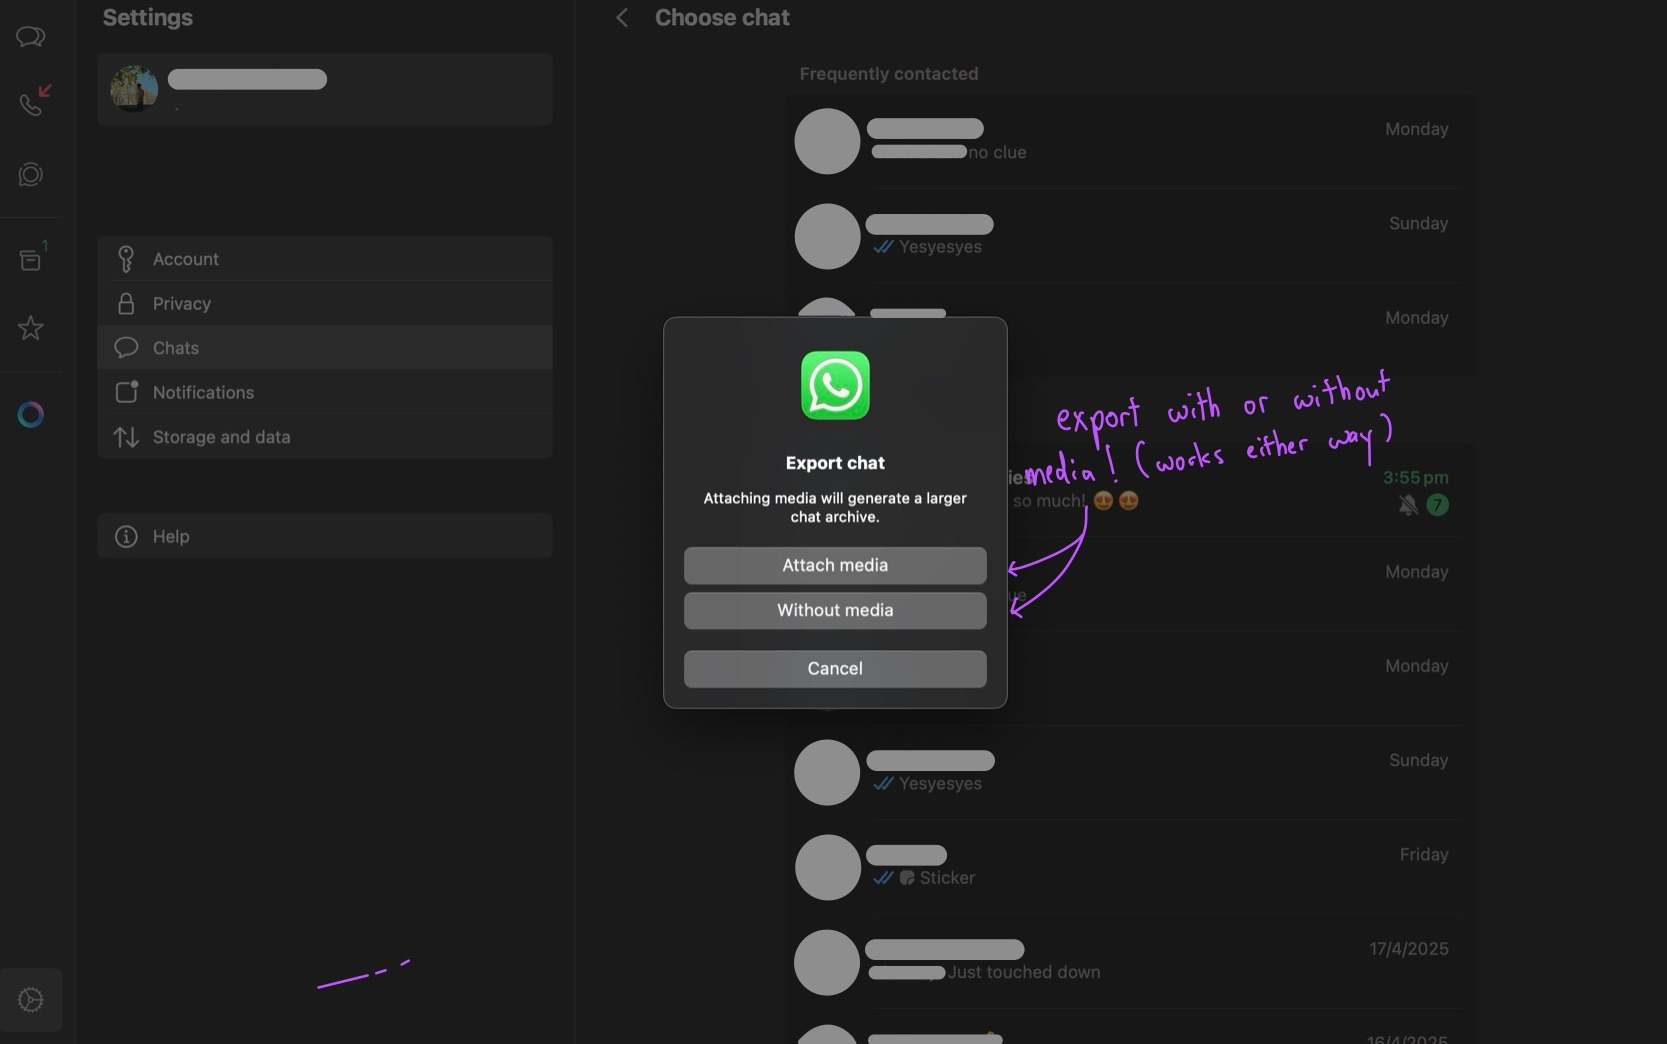 Settings
Account
Privacy
Chats
Notifications
Storage and data
Help
1
Choose chat
Frequently contacted
Monday
no clue
Sunday
Yesyesyes
Monday
Export chat
Attaching media will generate a larger
chat archive.
Attach media
Without media
Cancel
export with or without
media! (works either way)
3:55 pm
so much! 😍😍
7
Monday
Monday
Sunday
Yesyesyes
Friday
Sticker
17/4/2025
Just touched down
16/4/2025